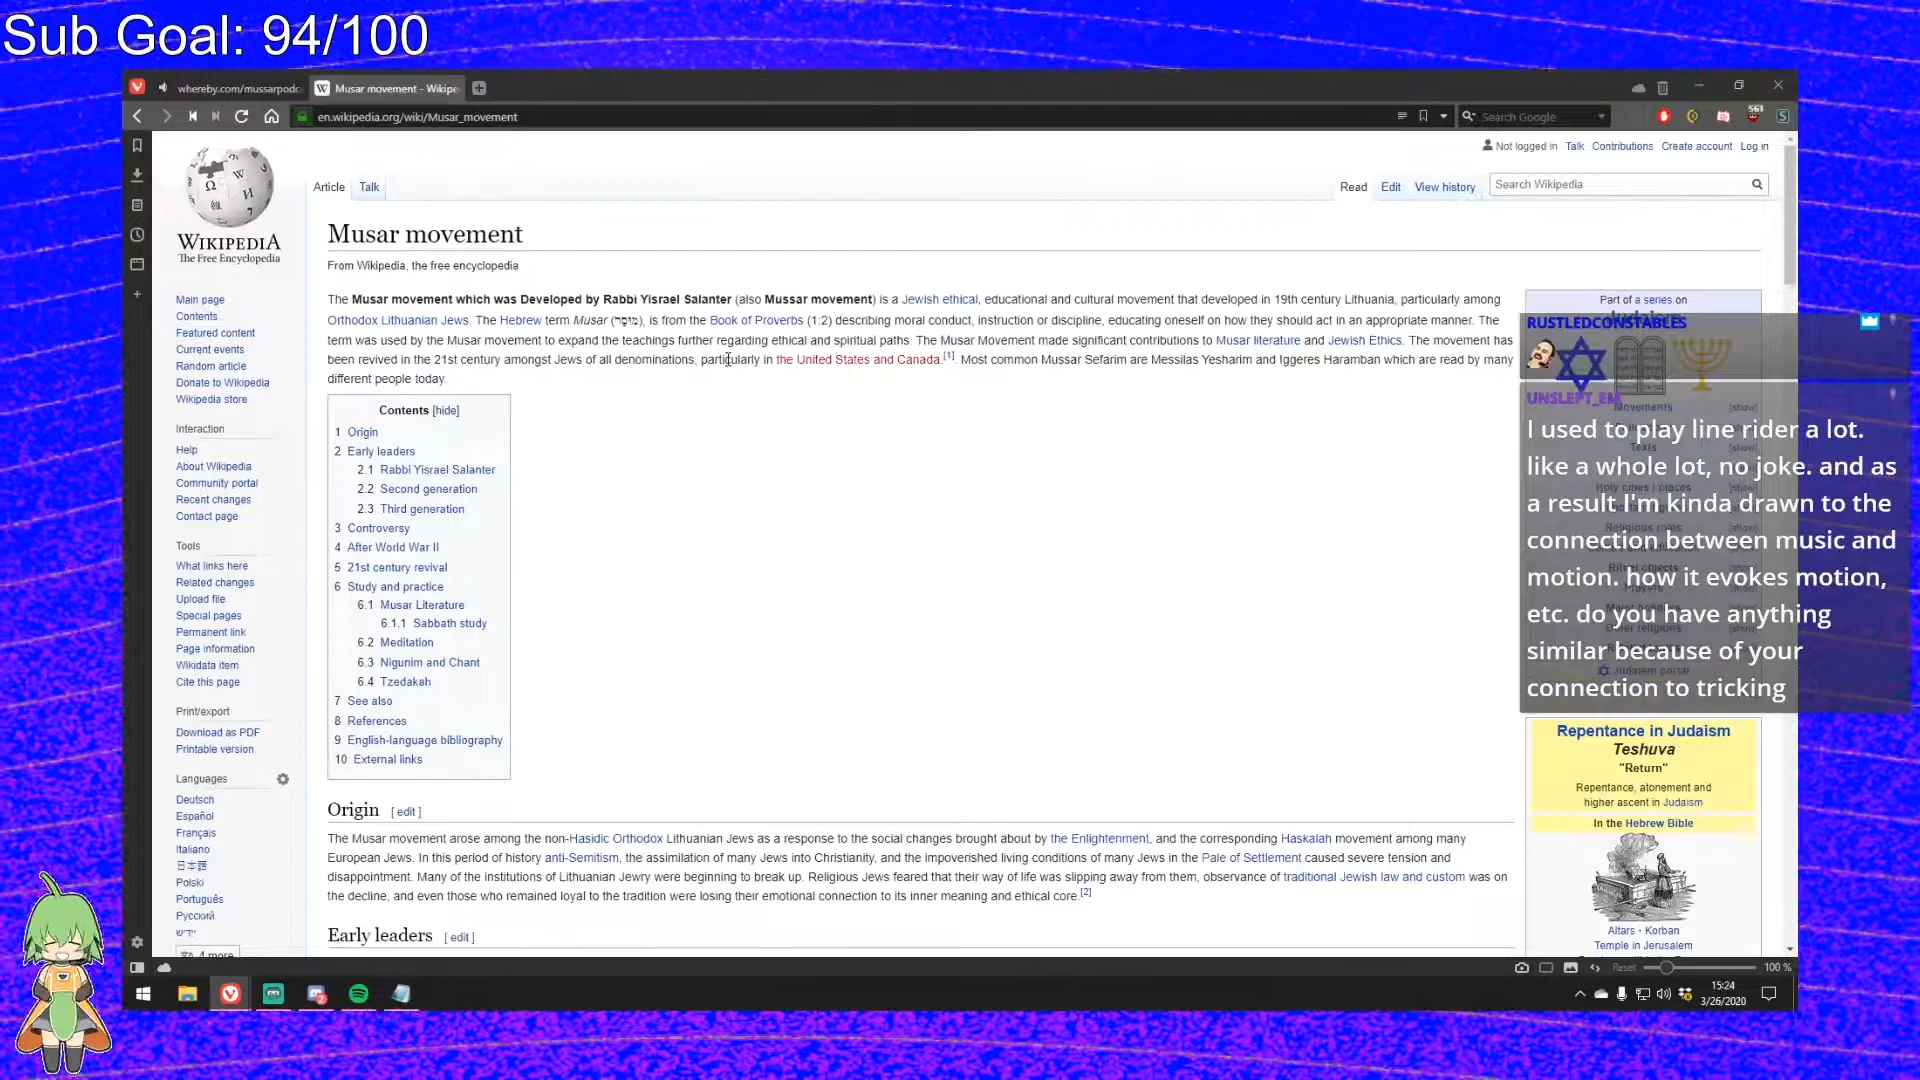 Sub Goal: 94/100
whereby.com/mussarpodc
Musar movement - Wikipe
en.wikipedia.org/wiki/Musar_movement
Search Google
561
Not logged in Talk Contributions Create account Log in
Article Talk
Read Edit View history
Search Wikipedia
WIKIPEDIA
The Free Encyclopedia
Main page
Contents
Featured content
Current events
Random article
Donate to Wikipedia
Wikipedia store
Interaction
Help
About Wikipedia
Community portal
Recent changes
Contact page
Tools
What links here
Related changes
Upload file
Special pages
Permanent link
Page information
Wikidata item
Cite this page
Print/export
Download as PDF
Printable version
Languages
Deutsch
Español
Français
Italiano
日本語
Polski
Português
Русский
ייִדיש
4 more
Musar movement
From Wikipedia, the free encyclopedia
The Musar movement which was Developed by Rabbi Yisrael Salanter (also Mussar movement) is a Jewish ethical, educational and cultural movement that developed in 19th century Lithuania, particularly among
Orthodox Lithuanian Jews. The Hebrew term Musar (מוּסַר), is from the Book of Proverbs (1:2) describing moral conduct, instruction or discipline, educating oneself on how they should act in an appropriate manner. The
term was used by the Musar movement to expand the teachings further regarding ethical and spiritual paths. The Musar Movement made significant contributions to Musar literature and Jewish Ethics. The movement has
been revived in the 21st century amongst Jews of all denominations, particularly in the United States and Canada.[1] Most common Mussar Sefarim are Messilas Yesharim and Iggeres Haramban which are read by many
different people today.
Contents [hide]
1 Origin
2 Early leaders
2.1 Rabbi Yisrael Salanter
2.2 Second generation
2.3 Third generation
3 Controversy
4 After World War II
5 21st century revival
6 Study and practice
6.1 Musar Literature
6.1.1 Sabbath study
6.2 Meditation
6.3 Nigunim and Chant
6.4 Tzedakah
7 See also
8 References
9 English-language bibliography
10 External links
Origin [ edit ]
The Musar movement arose among the non-Hasidic Orthodox Lithuanian Jews as a response to the social changes brought about by the Enlightenment, and the corresponding Haskalah movement among many
European Jews. In this period of history anti-Semitism, the assimilation of many Jews into Christianity, and the impoverished living conditions of many Jews in the Pale of Settlement caused severe tension and
disappointment. Many of the institutions of Lithuanian Jewry were beginning to break up. Religious Jews feared that their way of life was slipping away from them, observance of traditional Jewish law and custom was on
the decline, and even those who remained loyal to the tradition were losing their emotional connection to its inner meaning and ethical core.[2]
Early leaders [ edit ]
Part of a series on
Judaism
RUSTLEDCONSTABLES
UNSLEPT_EM
Movements [show]
Texts
I used to play line rider a lot.
like a whole lot, no joke. and as
a result I'm kinda drawn to the
connection between music and
motion. how it evokes motion,
etc. do you have anything
similar because of your
connection to tricking
Holy cities / places
Religious roles
Ritual objects
Prayers
Other religions
Judaism portal
Repentance in Judaism
Teshuva
"Return"
Repentance, atonement and
higher ascent in Judaism
In the Hebrew Bible
Altars · Korban
Temple in Jerusalem
Reset
100 %
15:24
3/26/2020